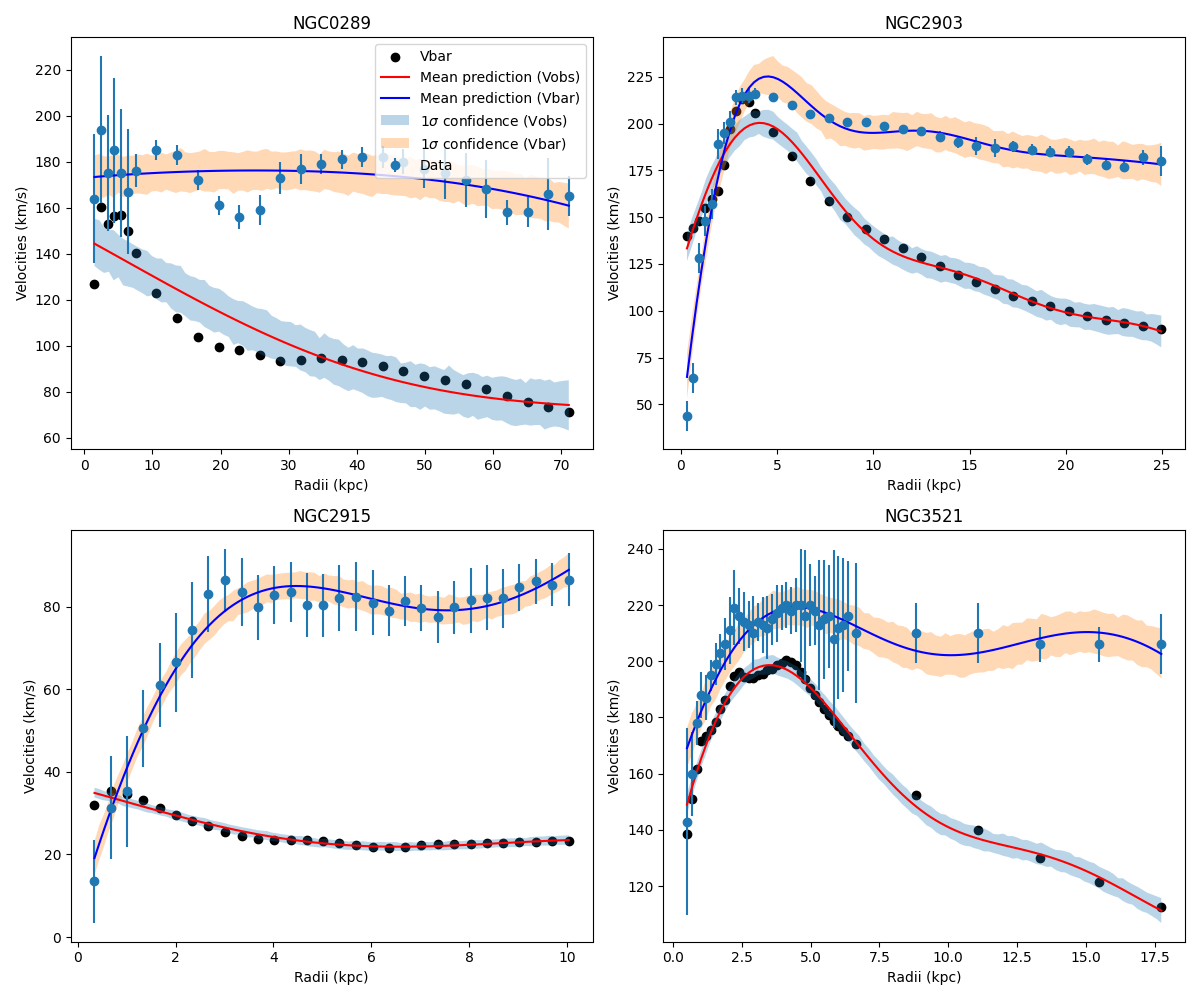 NGC0289
Velocities (km/s)
220
200
180
160
140
120
100
80
60
0 10 20 30 40 50 60 70
Radii (kpc)
Vbar
Mean prediction (Vobs)
Mean prediction (Vbar)
1σ confidence (Vobs)
1σ confidence (Vbar)
Data
NGC2903
Velocities (km/s)
225
200
175
150
125
100
75
50
0 5 10 15 20 25
Radii (kpc)
NGC2915
Velocities (km/s)
80
60
40
20
0
0 2 4 6 8 10
Radii (kpc)
NGC3521
Velocities (km/s)
240
220
200
180
160
140
120
0.0 2.5 5.0 7.5 10.0 12.5 15.0 17.5
Radii (kpc)